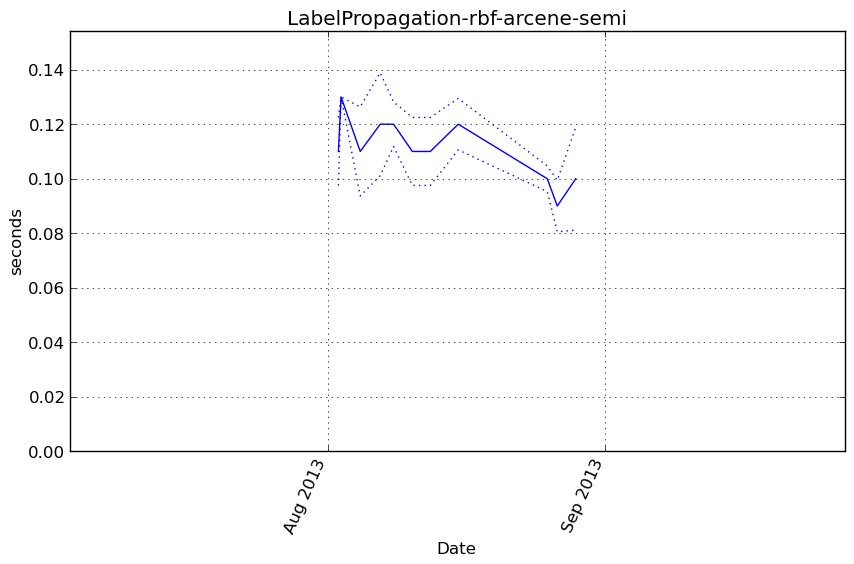 LabelPropagation-rbf-arcene-semi
0.14
0.12
0.10
0.08
0.06
0.04
0.02
0.00
seconds
Aug 2013
Sep 2013
Date